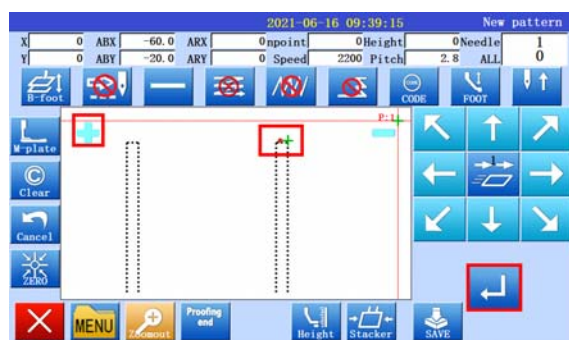 2021-06-16 09:39:15 New pattern
X 0 ABX -60.0 ARX 0 npoint 0 Height 0 Needle 1
Y 0 ABY -20.0 ARY 0 Speed 2200 Pitch 2.8 ALL 0
B-foot CODE FOOT
P:1
1
W-plate
C
Clear
Cancel
ZERO
MENU Zoomout Proofing end Height Stacker SAVE